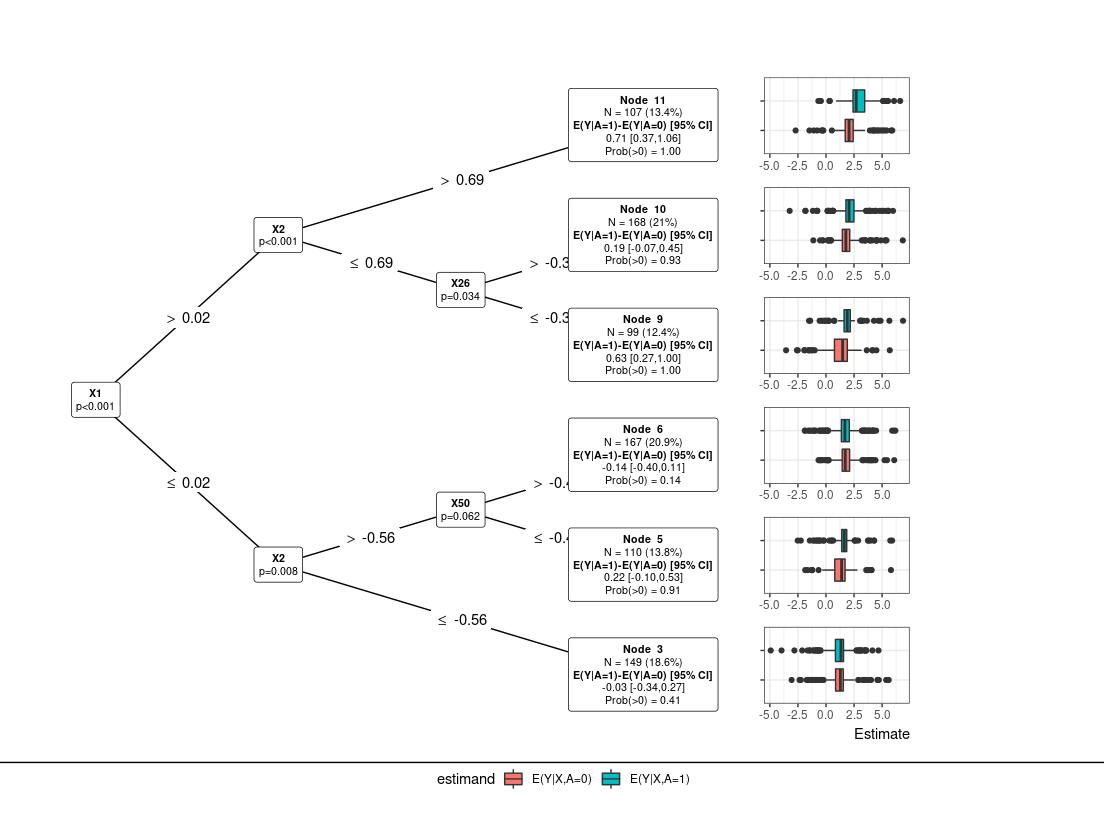 Node 11
N = 107 (13.4%)
E(Y|A=1)-E(Y|A=0) [95% CI]
0.71 [0.37,1.06]
Prob(>0) = 1.00
-5.0 -2.5 0.0 2.5 5.0
> 0.69
Node 10
N = 168 (21%)
E(Y|A=1)-E(Y|A=0) [95% CI]
0.19 [-0.07,0.45]
Prob(>0) = 0.93
-5.0 -2.5 0.0 2.5 5.0
X2
p<0.001
≤ 0.69
> -0.3
X26
p=0.034
≤ -0.3
> 0.02
Node 9
N = 99 (12.4%)
E(Y|A=1)-E(Y|A=0) [95% CI]
0.63 [0.27,1.00]
Prob(>0) = 1.00
-5.0 -2.5 0.0 2.5 5.0
X1
p<0.001
Node 6
N = 167 (20.9%)
E(Y|A=1)-E(Y|A=0) [95% CI]
-0.14 [-0.40,0.11]
Prob(>0) = 0.14
-5.0 -2.5 0.0 2.5 5.0
≤ 0.02
> -0.4
X50
p=0.062
> -0.56
≤ -0.4
Node 5
N = 110 (13.8%)
E(Y|A=1)-E(Y|A=0) [95% CI]
0.22 [-0.10,0.53]
Prob(>0) = 0.91
-5.0 -2.5 0.0 2.5 5.0
X2
p=0.008
≤ -0.56
Node 3
N = 149 (18.6%)
E(Y|A=1)-E(Y|A=0) [95% CI]
-0.03 [-0.34,0.27]
Prob(>0) = 0.41
-5.0 -2.5 0.0 2.5 5.0
Estimate
estimand E(Y|X,A=0) E(Y|X,A=1)